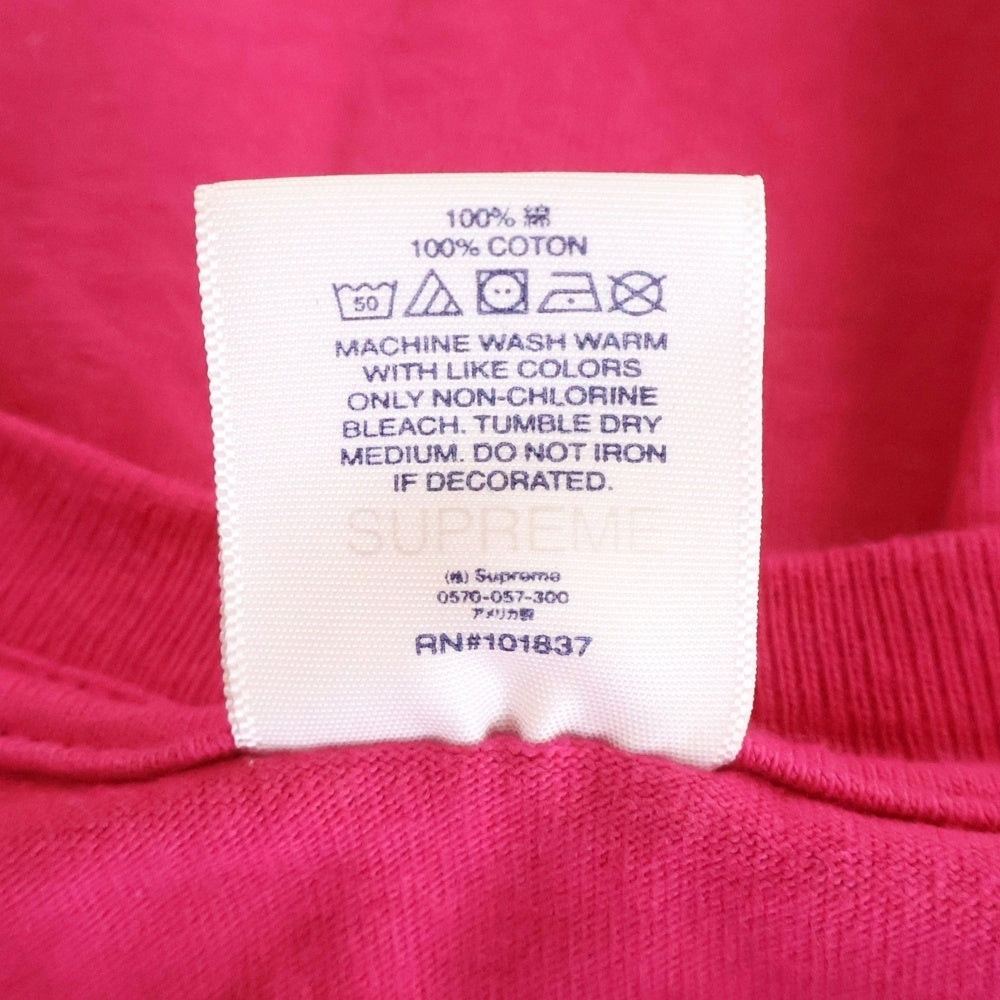 100% 綿
100% COTON
50
MACHINE WASH WARM
WITH LIKE COLORS
ONLY NON-CHLORINE
BLEACH. TUMBLE DRY
MEDIUM. DO NOT IRON
IF DECORATED.
SUPREME
(株) Supreme
0570-057-300
アメリカ製
RN#101837